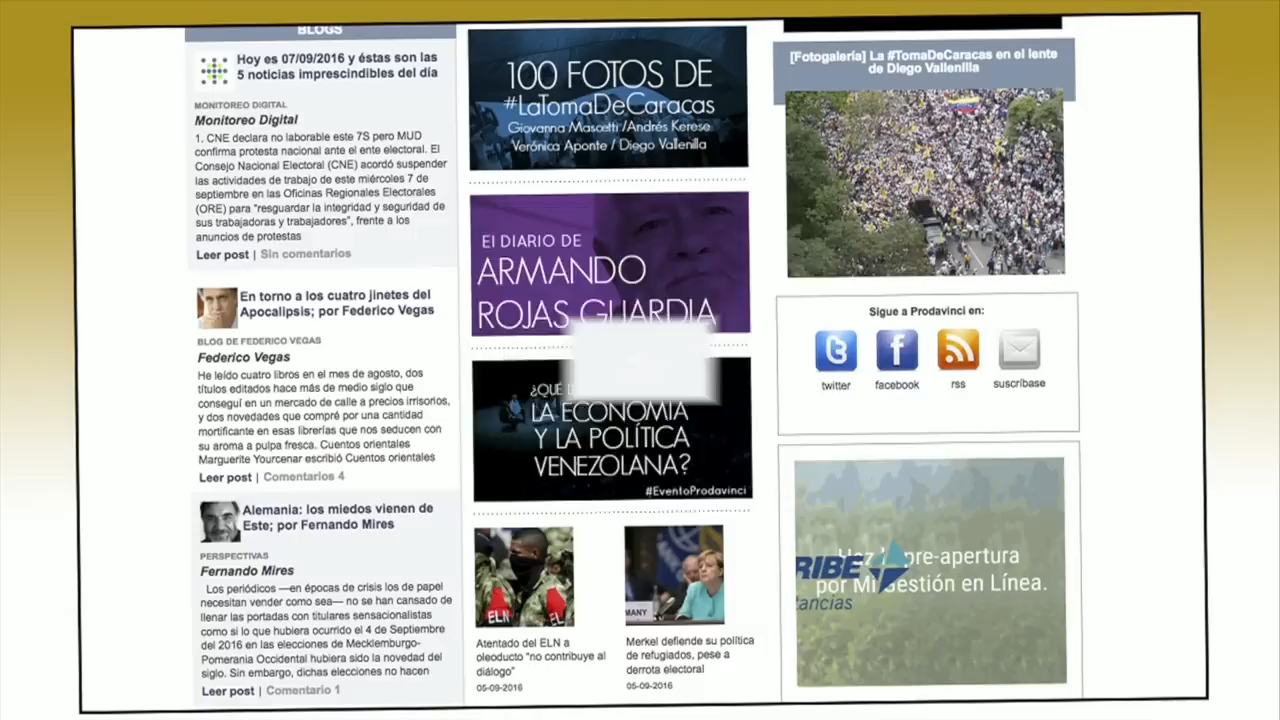 BLOGS
Hoy es 07/09/2016 y éstas son las
5 noticias imprescindibles del día
MONITOREO DIGITAL
Monitoreo Digital
1. CNE declara no laborable este 7S pero MUD
confirma protesta nacional ante el ente electoral. El
Consejo Nacional Electoral (CNE) acordó suspender
las actividades de trabajo de este miércoles 7 de
septiembre en las Oficinas Regionales Electorales
(ORE) para "resguardar la integridad y seguridad de
sus trabajadoras y trabajadores", frente a los
anuncios de protestas
Leer post | Sin comentarios
En torno a los cuatro jinetes del
Apocalipsis; por Federico Vegas
BLOG DE FEDERICO VEGAS
Federico Vegas
He leído cuatro libros en el mes de agosto, dos
títulos editados hace más de medio siglo que
conseguí en un mercado de calle a precios irrisorios,
y dos novedades que compré por una cantidad
mortificante en esas librerías que nos seducen con
su aroma a pulpa fresca. Cuentos orientales
Marguerite Yourcenar escribió Cuentos orientales
Leer post | Comentarios 4
Alemania: los miedos vienen de
Este; por Fernando Mires
PERSPECTIVAS
Fernando Mires
Los periódicos —en épocas de crisis los de papel
necesitan vender como sea— no se han cansado de
llenar las portadas con titulares sensacionalistas
como si lo que hubiera ocurrido el 4 de Septiembre
del 2016 en las elecciones de Mecklemburgo-
Pomerania Occidental hubiera sido la novedad del
siglo. Sin embargo, dichas elecciones no hacen
Leer post | Comentario 1
100 FOTOS DE
#LaTomaDeCaracas
Giovanna Mascetti /Andrés Kerese
Verónica Aponte / Diego Vallenilla
El DIARIO DE
ARMANDO
ROJAS GUARDIA
¿QUÉ
LA ECONOMÍA
Y LA POLÍTICA
VENEZOLANA?
#EventoProdavinci
ELN
Atentado del ELN a
oleoducto "no contribuye al
diálogo"
05-09-2016
MANY
Merkel defiende su política
de refugiados, pese a
derrota electoral
05-09-2016
[Fotogalería] La #TomaDeCaracas en el lente
de Diego Vallenilla
Sigue a Prodavinci en:
twitter facebook rss suscríbase
Haz pre-apertura
por Mi Gestión en Línea.
RIBE